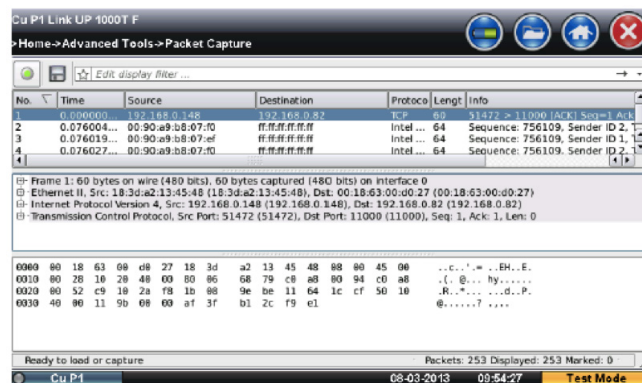 Cu P1 Link UP 1000T F
>Home->Advanced Tools->Packet Capture
Edit display filter ...
No. Time Source Destination Protoco Lengt Info
1 0.000000... 192.168.0.148 192.168.0.82 TCP 60 51472 > 11000 [ACK] Seq=1 Ack
2 0.076004... 00:90:a9:b8:07:f0 ff:ff:ff:ff:ff:ff Intel ... 64 Sequence: 756109, Sender ID 2, T
3 0.076019... 00:90:a9:b8:07:ef ff:ff:ff:ff:ff:ff Intel ... 64 Sequence: 756109, Sender ID 1, T
4 0.076027... 00:90:a9:b8:07:f0 ff:ff:ff:ff:ff:ff Intel ... 64 Sequence: 756109, Sender ID 2, T
Frame 1: 60 bytes on wire (480 bits), 60 bytes captured (480 bits) on interface 0
Ethernet II, Src: 18:3d:a2:13:45:48 (18:3d:a2:13:45:48), Dst: 00:18:63:00:d0:27 (00:18:63:00:d0:27)
Internet Protocol Version 4, Src: 192.168.0.148 (192.168.0.148), Dst: 192.168.0.82 (192.168.0.82)
Transmission Control Protocol, Src Port: 51472 (51472), Dst Port: 11000 (11000), Seq: 1, Ack: 1, Len: 0
0000 00 18 63 00 d0 27 18 3d a2 13 45 48 08 00 45 00 ..c..'.= ..EH..E.
0010 00 28 10 20 40 00 80 06 68 79 c0 a8 00 94 c0 a8 .(. @... hy......
0020 00 52 c9 10 2a f8 1b 08 9e be 11 64 1c cf 50 10 .R..*... ...d..P.
0030 40 00 11 9b 00 00 af 3f b1 2c f9 e1 @......? .,..
Ready to load or capture Packets: 253 Displayed: 253 Marked: 0
Cu P1 08-03-2013 09:54:27 Test Mode